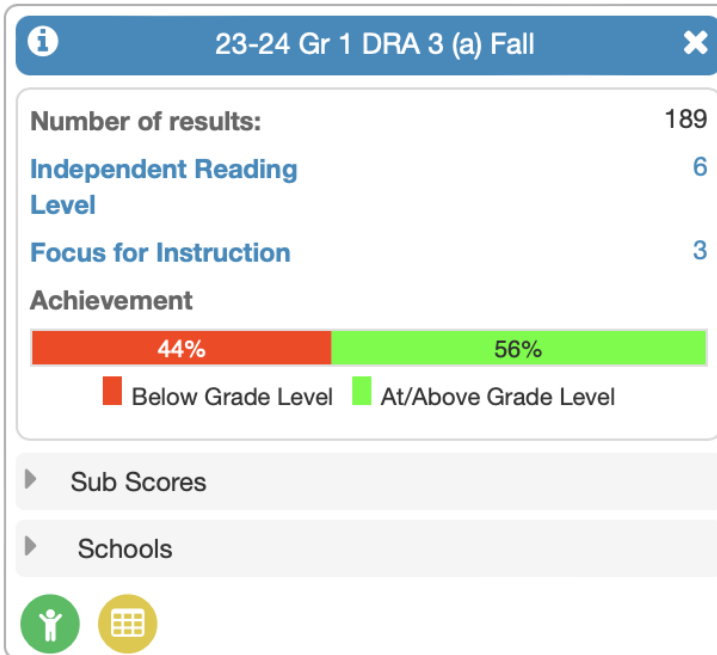 23-24 Gr 1 DRA 3 (a) Fall
Number of results: 189
Independent Reading 6
Level
Focus for Instruction 3
Achievement
44% 56%
Below Grade Level At/Above Grade Level
Sub Scores
Schools